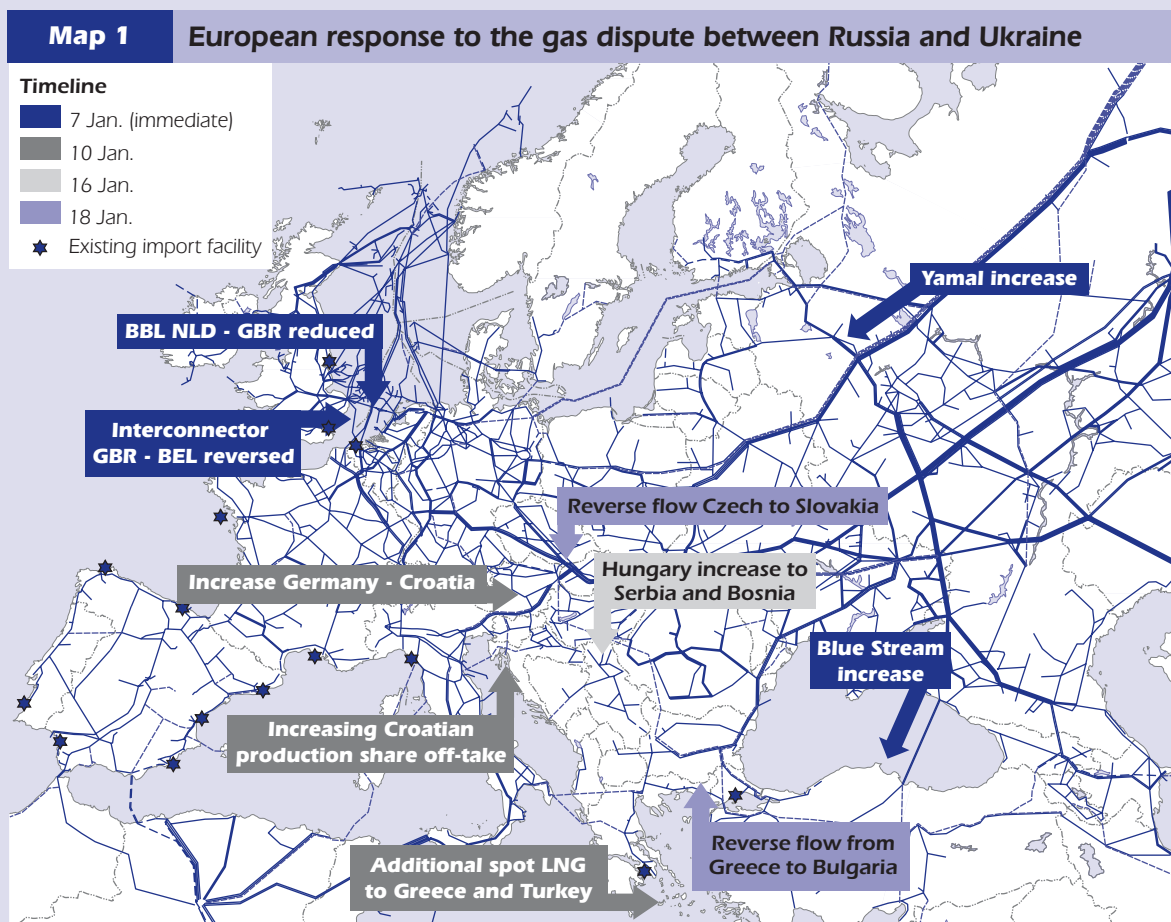 Map 1
European response to the gas dispute between Russia and Ukraine
Timeline
7 Jan. (immediate)
10 Jan.
16 Jan.
18 Jan.
Existing import facility
Yamal increase
BBL NLD - GBR reduced
Interconnector
GBR - BEL reversed
Reverse flow Czech to Slovakia
Increase Germany - Croatia
Hungary increase to
Serbia and Bosnia
Blue Stream
increase
Increasing Croatian
production share off-take
Reverse flow from
Greece to Bulgaria
Additional spot LNG
to Greece and Turkey